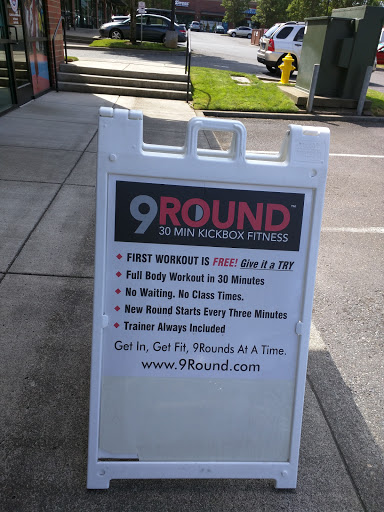 9ROUND™
30 MIN KICKBOX FITNESS
FIRST WORKOUT IS FREE! Give it a TRY
Full Body Workout in 30 Minutes
No Waiting. No Class Times.
New Round Starts Every Three Minutes
Trainer Always Included
Get In, Get Fit, 9Rounds At A Time.
www.9Round.com